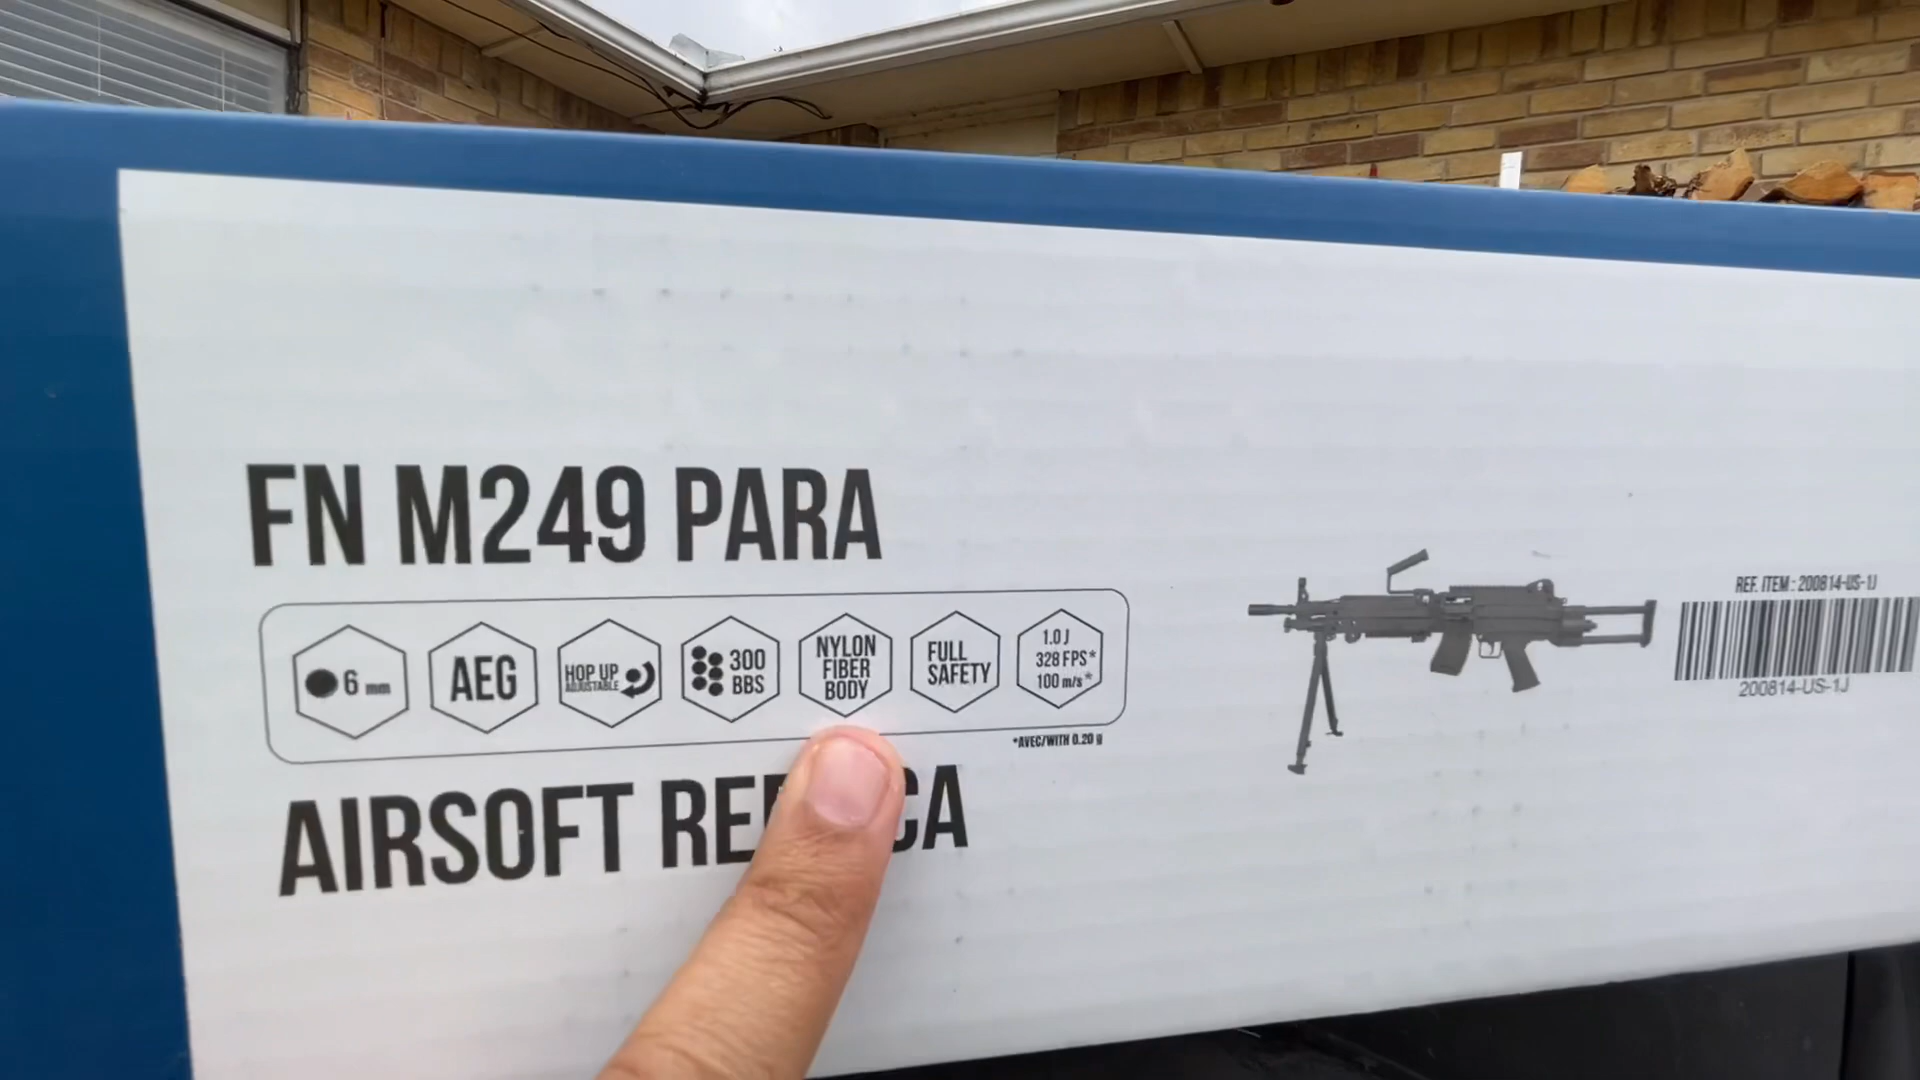 FN M249 PARA
6 mm
AEG
HOP UP
ADJUSTABLE
300
BBS
NYLON
FIBER
BODY
FULL
SAFETY
1.0 J
328 FPS*
100 m/s*
*AVEC/WITH 0.20 g
AIRSOFT
REF. ITEM : 200814-US-1J
200814-US-1J